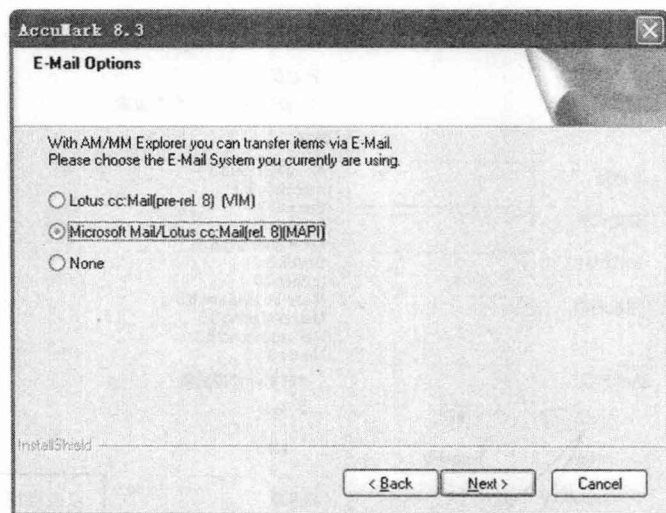 AccuMark 8.3
E-Mail Options
With AM/MM Explorer you can transfer items via E-Mail.
Please choose the E-Mail System you currently are using.
Lotus cc:Mail(pre-rel. 8) (VIM)
Microsoft Mail/Lotus cc:Mail(rel. 8)(MAPI)
None
InstallShield
< Back
Next >
Cancel